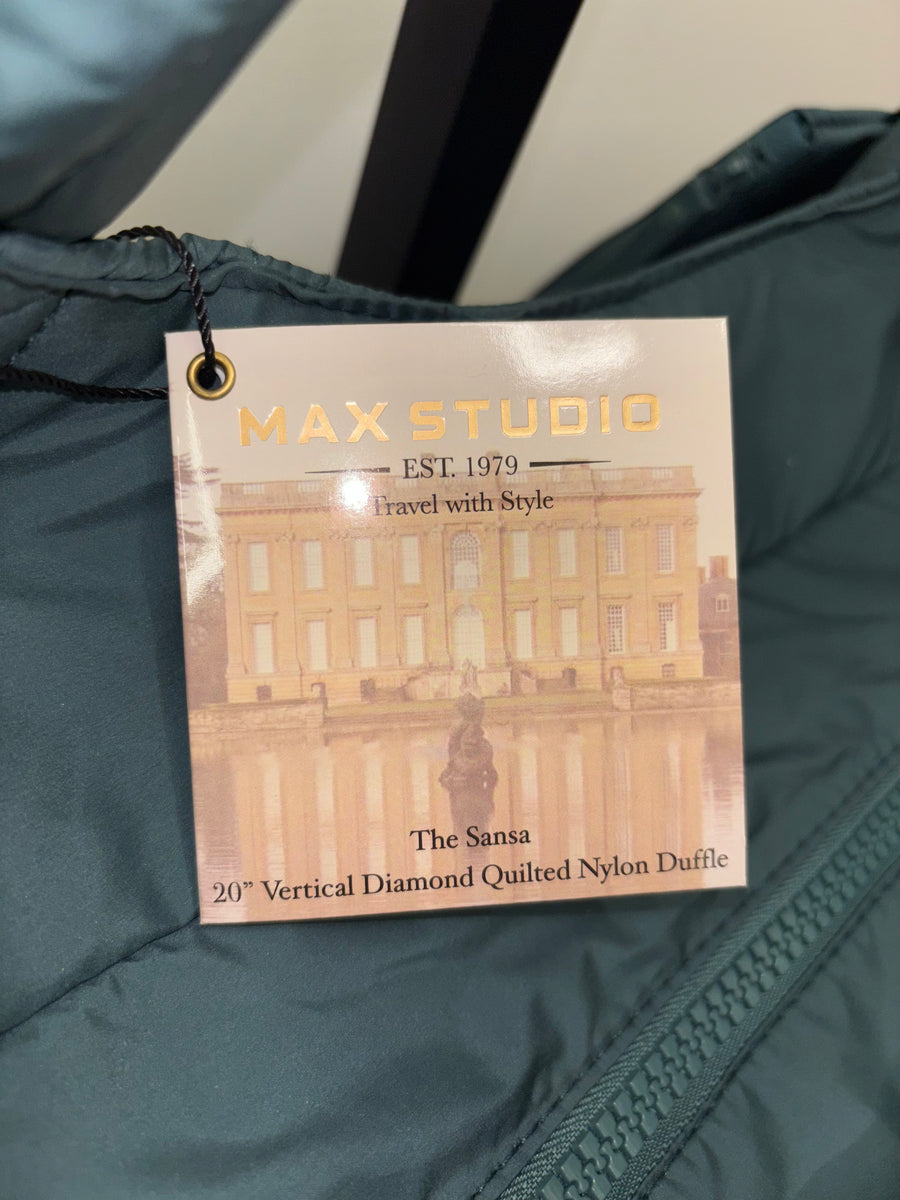 MAX STUDIO
EST. 1979
Travel with Style
The Sansa
20” Vertical Diamond Quilted Nylon Duffle